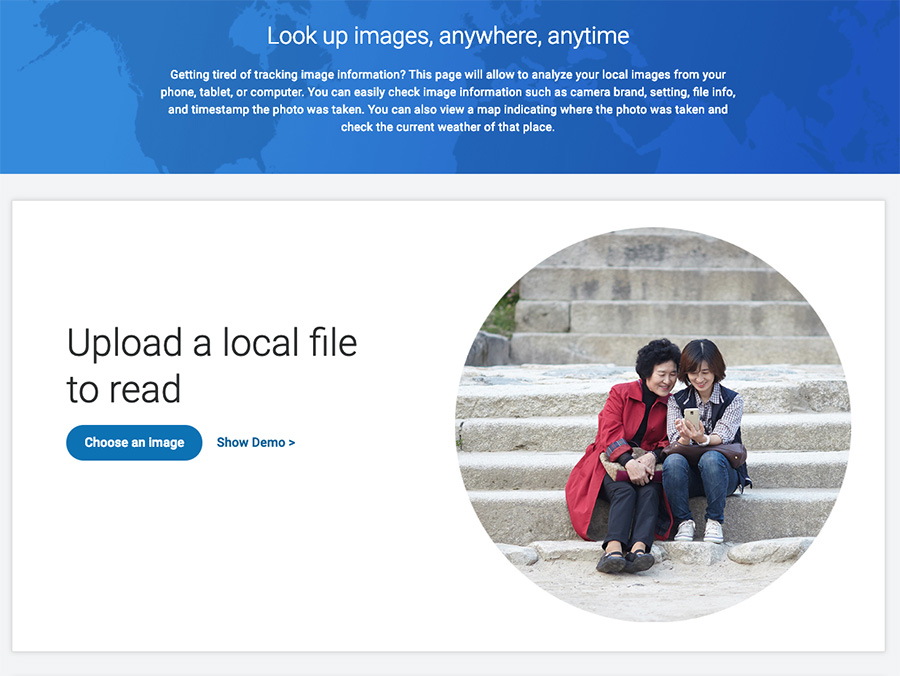 Look up images, anywhere, anytime
Getting tired of tracking image information? This page will allow to analyze your local images from your
phone, tablet, or computer. You can easily check image information such as camera brand, setting, file info,
and timestamp the photo was taken. You can also view a map indicating where the photo was taken and
check the current weather of that place.
Upload a local file
to read
Choose an image
Show Demo >